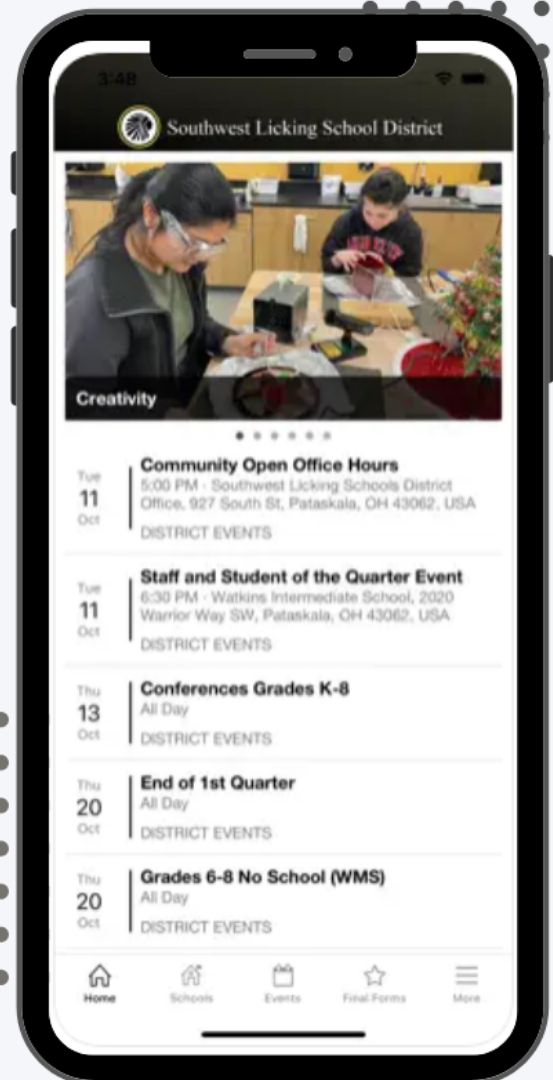 3:48
Southwest Licking School District
Creativity
Tue
11
Oct
Community Open Office Hours
5:00 PM - Southwest Licking Schools District
Office, 927 South St, Pataskala, OH 43062, USA
DISTRICT EVENTS
Tue
11
Oct
Staff and Student of the Quarter Event
6:30 PM - Watkins Intermediate School, 2020
Warrior Way SW, Pataskala, OH 43062, USA
DISTRICT EVENTS
Thu
13
Oct
Conferences Grades K-8
All Day
DISTRICT EVENTS
Thu
20
Oct
End of 1st Quarter
All Day
DISTRICT EVENTS
Thu
20
Oct
Grades 6-8 No School (WMS)
All Day
DISTRICT EVENTS
Home
Schools
Events
Final Forms
More